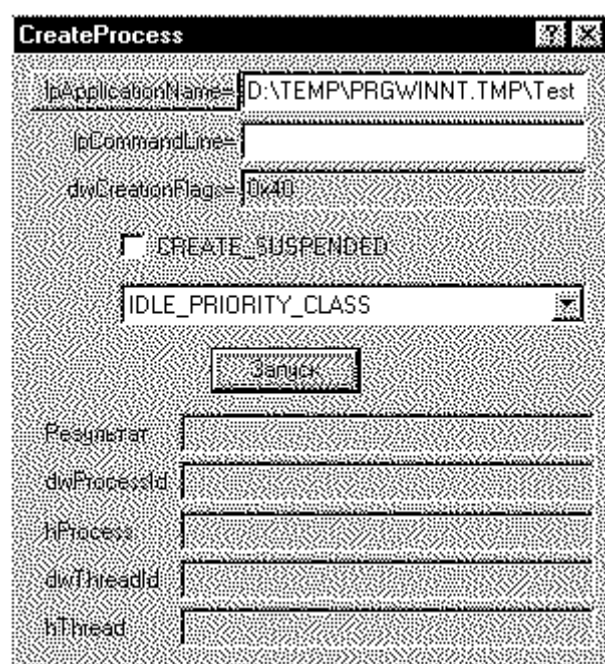 CreateProcess
lpApplicationName= D:\TEMP\PRGWINNT.TMP\Test
lpCommandLine=
dwCreationFlags= 0x40
CREATE_SUSPENDED
IDLE_PRIORITY_CLASS
Запуск
Результат
dwProcessId
hProcess
dwThreadId
hThread